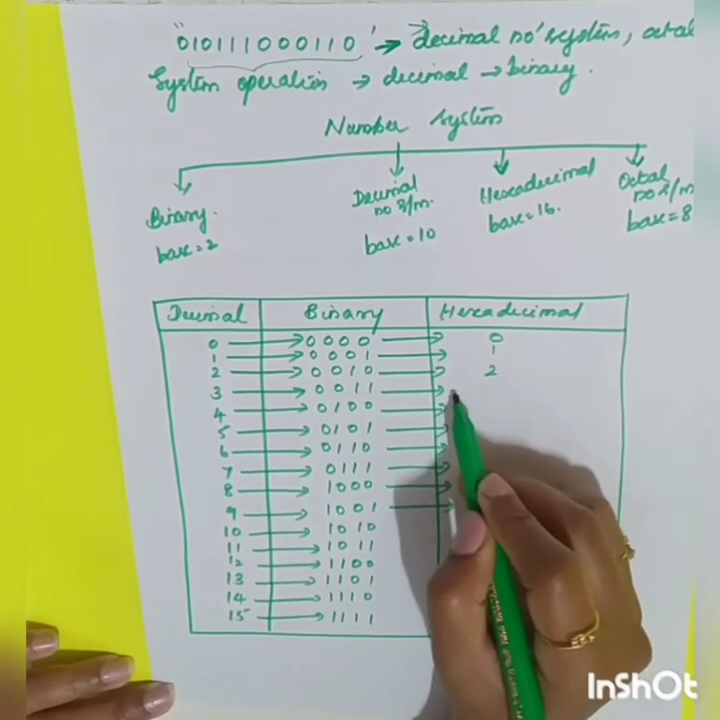 "010111000110" → decimal no' system, octal
System operation → decimal → binary.
Number system
Binary. base = 2
Decimal no s/m. base = 10
Hexadecimal base = 16.
Octal no s/m base = 8
Decimal Binary Hexadecimal
0 → 0000 → 0
1 → 0001 → 1
2 → 0010 → 2
3 → 0011 →
4 → 0100 →
5 → 0101 →
6 → 0110 →
7 → 0111 →
8 → 1000 →
9 → 1001 →
10 → 1010
11 → 1011
12 → 1100
13 → 1101
14 → 1110
15 → 1111
InShOt